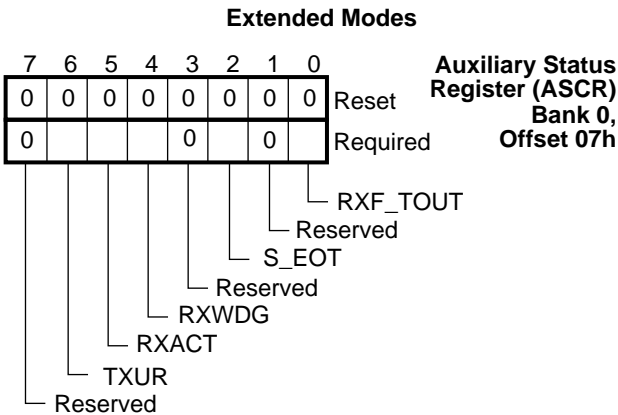 Extended Modes
7 6 5 4 3 2 1 0
Auxiliary Status
Register (ASCR)
Bank 0,
Offset 07h
0 0 0 0 0 0 0 0 Reset
0 0 0 Required
RXF_TOUT
Reserved
S_EOT
Reserved
RXWDG
RXACT
TXUR
Reserved